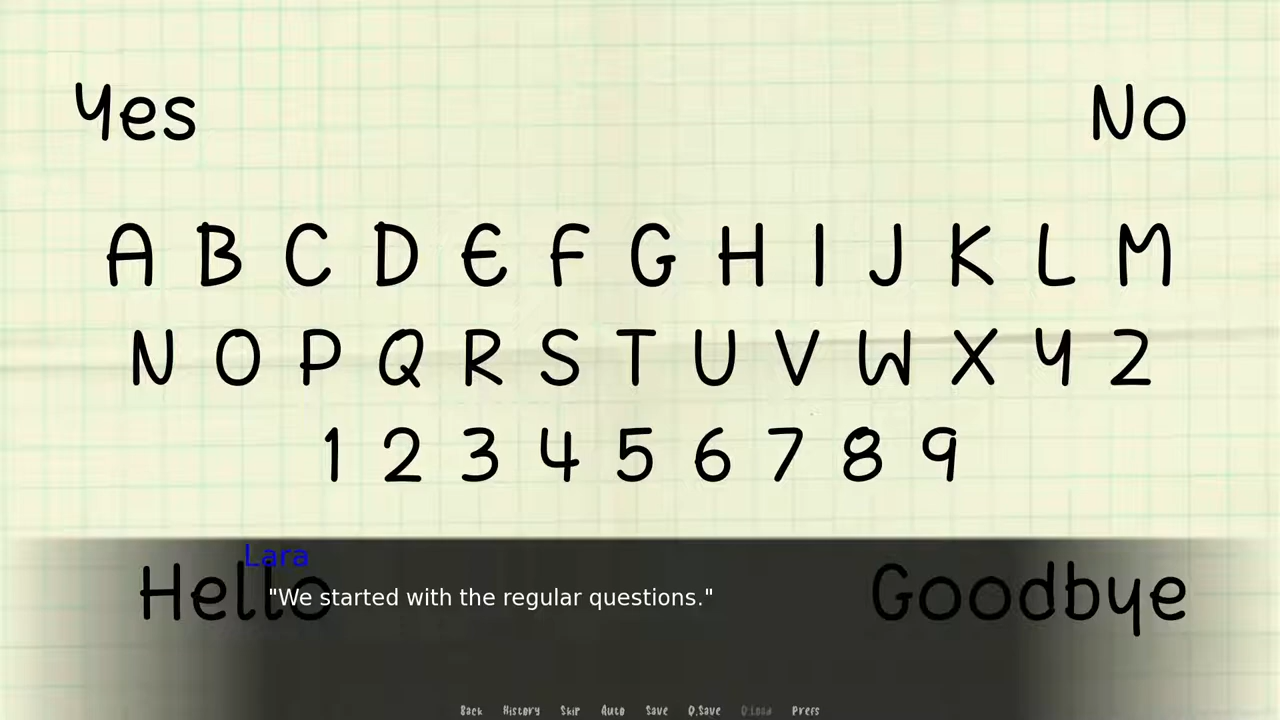 Yes No
A B C D E F G H I J K L M
N O P Q R S T U V W X Y Z
1 2 3 4 5 6 7 8 9
Lara
Hello Goodbye
"We started with the regular questions."
Back History Skip Auto Save Q.Save Q.Load Prefs